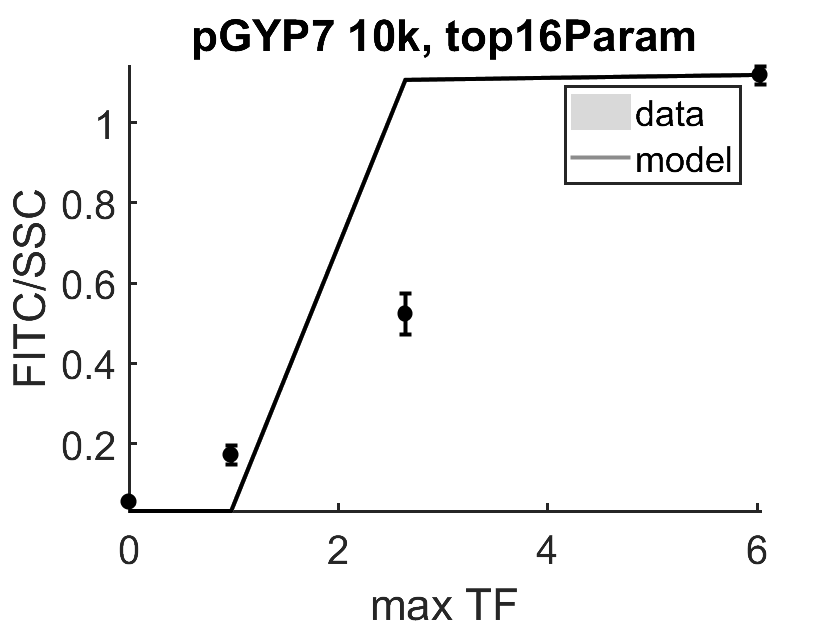 pGYP7 10k, top16Param
FITC/SSC
1
0.8
0.6
0.4
0.2
data
model
0 2 4 6
max TF